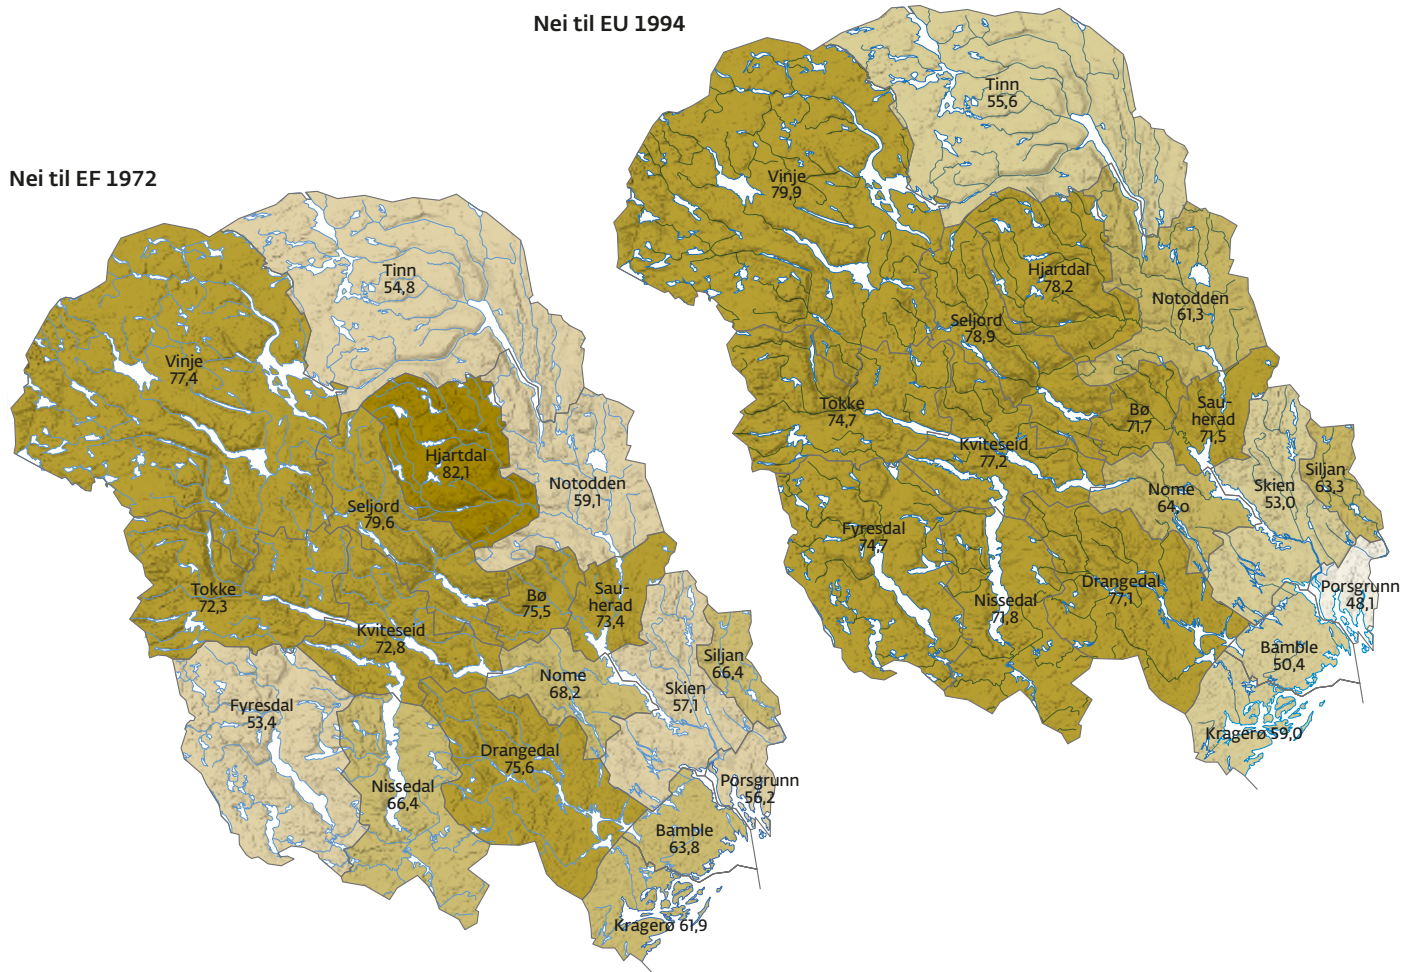 Nei til EF 1972
Tinn
54,8
Vinje
77,4
Hjartdal
82,1
Notodden
59,1
Seljord
79,6
Tokke
72,3
Bø
75,5
Sau-
herad
73,4
Kviteseid
72,8
Siljan
66,4
Nome
68,2
Skien
57,1
Fyresdal
53,4
Drangedal
75,6
Nissedal
66,4
Porsgrunn
56,2
Bamble
63,8
Kragerø 61,9
Nei til EU 1994
Tinn
55,6
Vinje
79,9
Hjartdal
78,2
Notodden
61,3
Seljord
78,9
Tokke
74,7
Bø
71,7
Sau-
herad
71,5
Kviteseid
77,2
Siljan
63,3
Nome
64,o
Skien
53,0
Fyresdal
74,7
Drangedal
77,1
Nissedal
71,8
Porsgrunn
48,1
Bamble
50,4
Kragerø 59,0